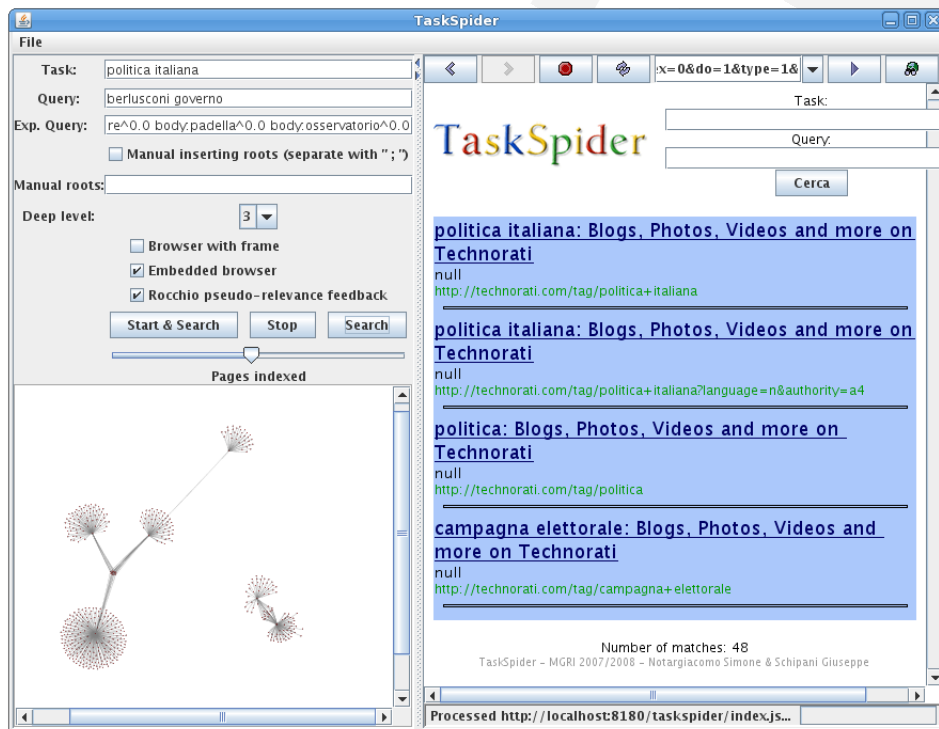 TaskSpider
File
Task: politica italiana
Query: berlusconi governo
Exp. Query: re^0.0 body:padella^0.0 body:osservatorio^0.0
Manual inserting roots (separate with ";")
Manual roots:
Deep level: 3
Browser with frame
Embedded browser
Rocchio pseudo-relevance feedback
Start & Search Stop Search
Pages indexed
:x=0&do=1&type=1&
TaskSpider
Task:
Query:
Cerca
politica italiana: Blogs, Photos, Videos and more on
Technorati
null
http://technorati.com/tag/politica+italiana
politica italiana: Blogs, Photos, Videos and more on
Technorati
null
http://technorati.com/tag/politica+italiana?language=n&authority=a4
politica: Blogs, Photos, Videos and more on
Technorati
null
http://technorati.com/tag/politica
campagna elettorale: Blogs, Photos, Videos and
more on Technorati
null
http://technorati.com/tag/campagna+elettorale
Number of matches: 48
TaskSpider – MGRI 2007/2008 – Notargiacomo Simone & Schipani Giuseppe
Processed http://localhost:8180/taskspider/index.js...